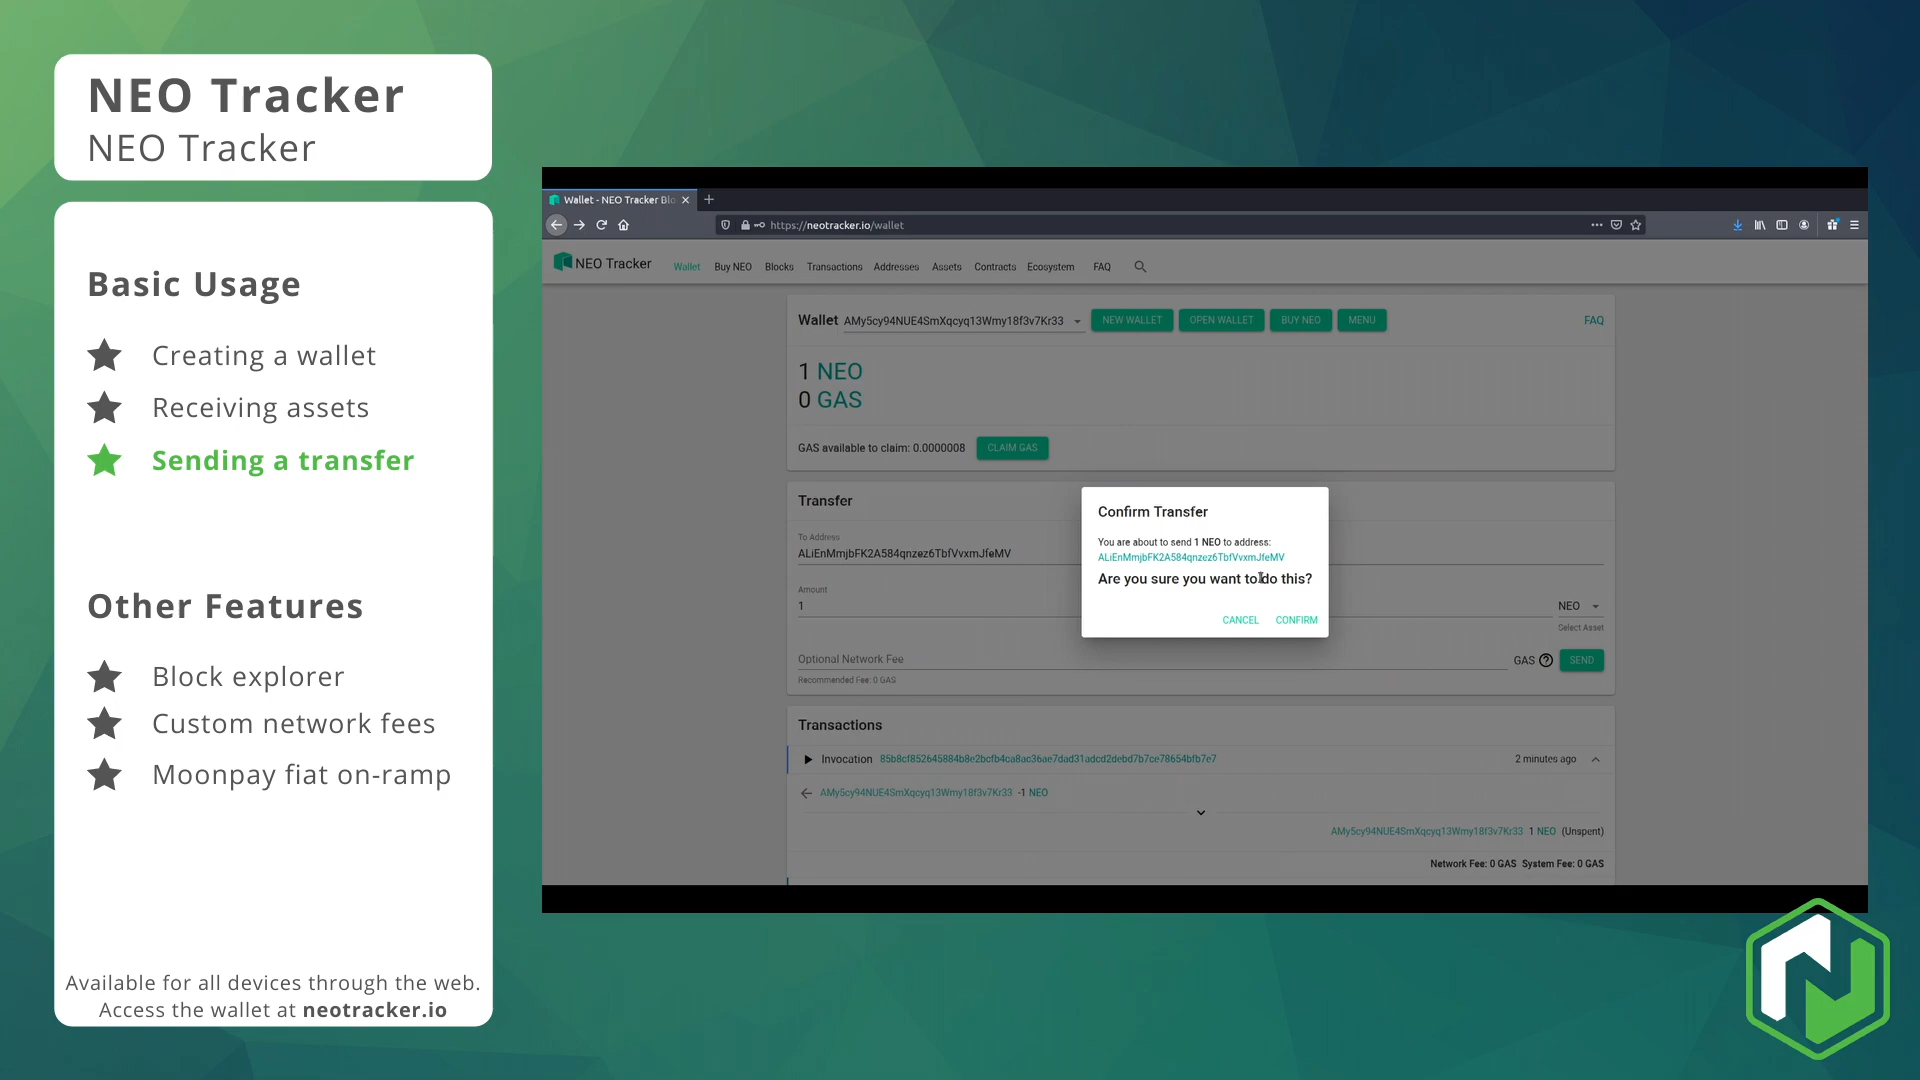 NEO Tracker
NEO Tracker
Basic Usage
Creating a wallet
Receiving assets
Sending a transfer
Other Features
Block explorer
Custom network fees
Moonpay fiat on-ramp
Available for all devices through the web.
Access the wallet at neotracker.io
Wallet - NEO Tracker Blo
https://neotracker.io/wallet
NEO Tracker Wallet Buy NEO Blocks Transactions Addresses Assets Contracts Ecosystem FAQ
Wallet AMy5cy94NUE4SmXqcyq13Wmy18f3v7Kr33 NEW WALLET OPEN WALLET BUY NEO MENU FAQ
1 NEO
0 GAS
GAS available to claim: 0.0000008 CLAIM GAS
Transfer
To Address
ALiEnMmjbFK2A584qnzez6TbfVvxmJfeMV
Amount
1 NEO
Select Asset
Optional Network Fee GAS SEND
Recommended Fee: 0 GAS
Confirm Transfer
You are about to send 1 NEO to address:
ALiEnMmjbFK2A584qnzez6TbfVvxmJfeMV
Are you sure you want to do this?
CANCEL CONFIRM
Transactions
Invocation 85b8cf852645884b8e2bcfb4ca8ac36ae7dad31adcd2debd7b7ce78654bfb7e7 2 minutes ago
AMy5cy94NUE4SmXqcyq13Wmy18f3v7Kr33 -1 NEO
AMy5cy94NUE4SmXqcyq13Wmy18f3v7Kr33 1 NEO (Unspent)
Network Fee: 0 GAS System Fee: 0 GAS